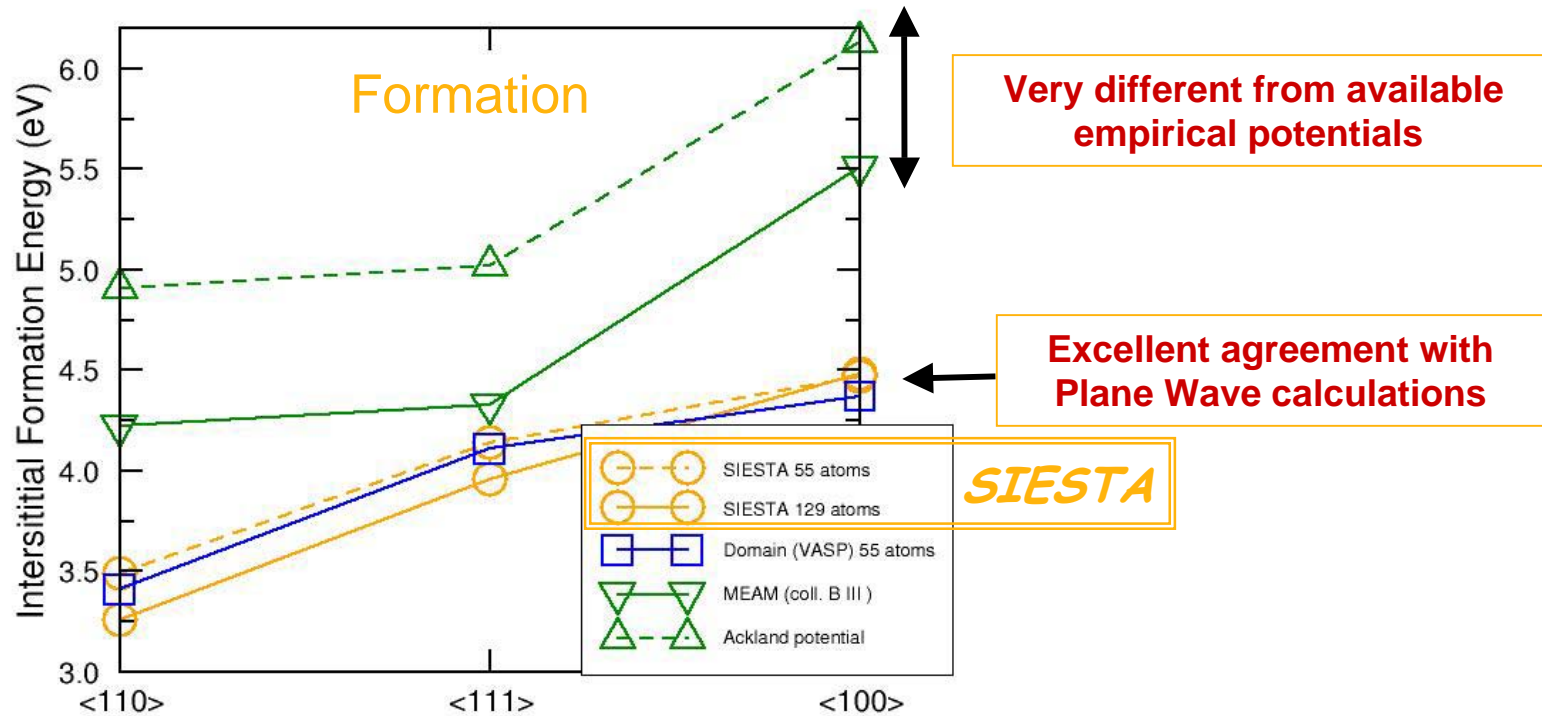 Formation
Very different from available
empirical potentials
Excellent agreement with
Plane Wave calculations
Intersititial Formation Energy (eV)
6.0
5.5
5.0
4.5
4.0
3.5
3.0
<110>
<111>
<100>
SIESTA 55 atoms
SIESTA 129 atoms
Domain (VASP) 55 atoms
MEAM (coll. B III )
Ackland potential
SIESTA